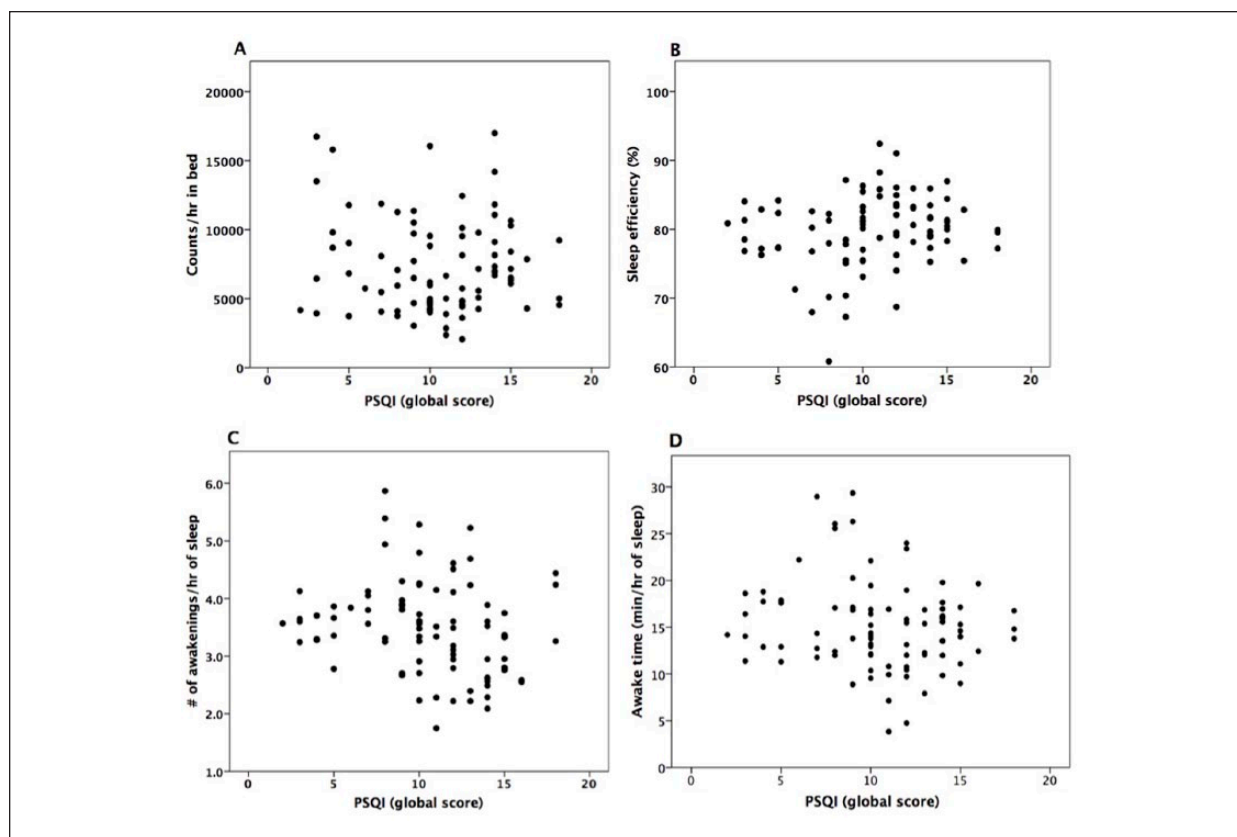 A
Counts/hr in bed
20000
15000
10000
5000
0
0 5 10 15 20
PSQI (global score)
B
Sleep efficiency (%)
100
90
80
70
60
0 5 10 15 20
PSQI (global score)
C
# of awakenings/hr of sleep
6.0
5.0
4.0
3.0
2.0
1.0
0 5 10 15 20
PSQI (global score)
D
Awake time (min/hr of sleep)
30
25
20
15
10
5
0
0 5 10 15 20
PSQI (global score)